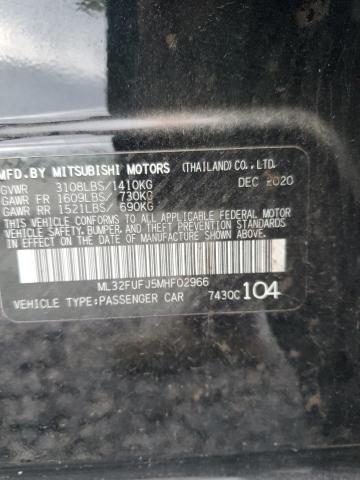 MFD.BY MITSUBISHI MOTORS (THAILAND)CO.,LTD.
GVWR 3108LBS/1410KG DEC 2020
GAWR FR 1609LBS/ 730KG
GAWR RR 1521LBS/ 690KG
THIS VEHICLE CONFORMS TO ALL APPLICABLE FEDERAL MOTOR VEHICLE
SAFETY, BUMPER, AND THEFT PREVENTION STANDARDS IN EFFECT ON
THE DATE OF MANUFACTURE SHOWN ABOVE.
ML32FUFJ5MHF02966
VEHICLE TYPE:PASSENGER CAR 7430C 104